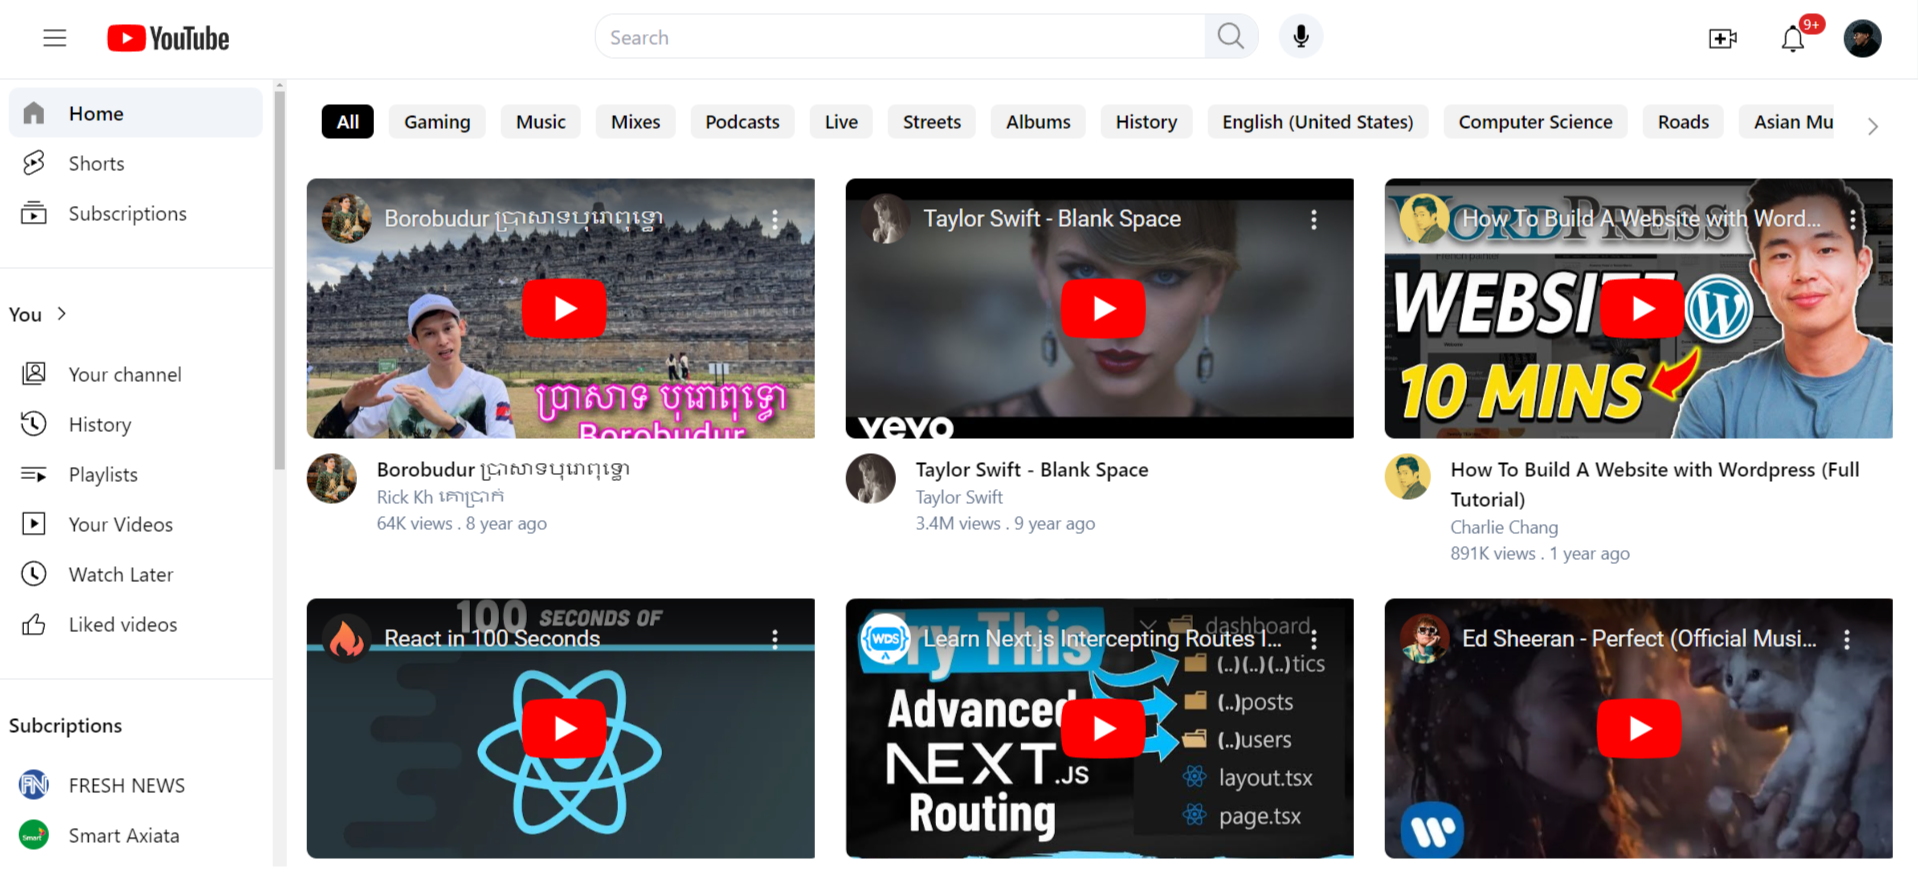 YouTube
Search
9+
Home
Shorts
Subscriptions
You
Your channel
History
Playlists
Your Videos
Watch Later
Liked videos
Subcriptions
FRESH NEWS
Smart Axiata
All
Gaming
Music
Mixes
Podcasts
Live
Streets
Albums
History
English (United States)
Computer Science
Roads
Asian Mu
Borobudur ប្រាសាទបុរោពុទ្ធោ
ប្រាសាទ បុរោពុទ្ធោ
Borobudur
Borobudur ប្រាសាទបុរោពុទ្ធោ
Rick Kh គោប្រាក់
64K views . 8 year ago
Taylor Swift - Blank Space
vevo
Taylor Swift - Blank Space
Taylor Swift
3.4M views . 9 year ago
WORDPRESS
How To Build A Website with Word...
WEBSI
10 MINS
How To Build A Website with Wordpress (Full
Tutorial)
Charlie Chang
891K views . 1 year ago
100 SECONDS OF
React in 100 Seconds
WDS
Learn Next.js Intercepting Routes I...
Try This
Advanced
NEXT.JS
Routing
dashboard
(..)(..)(..)tics
(..)posts
(..)users
layout.tsx
page.tsx
Ed Sheeran - Perfect (Official Musi...